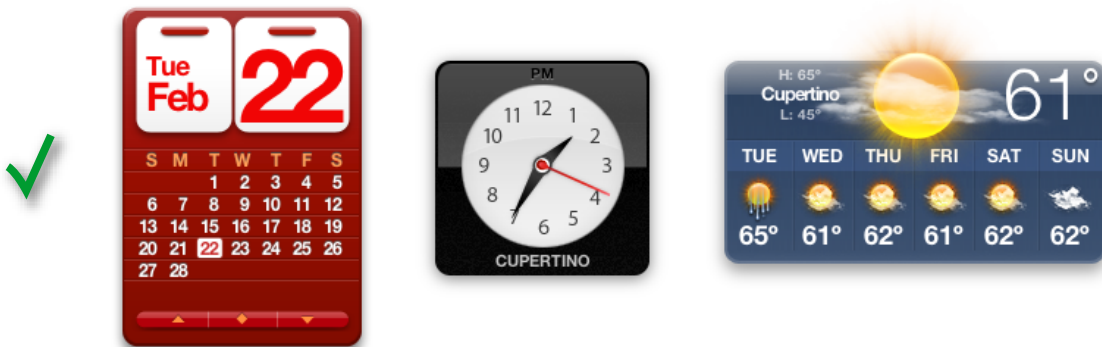 Tue
Feb
22
S M T W T F S
1 2 3 4 5
6 7 8 9 10 11 12
13 14 15 16 17 18 19
20 21 22 23 24 25 26
27 28
PM
12
11 1
10 2
9 3
8 4
7 5
6
CUPERTINO
H: 65°
Cupertino
L: 45°
61°
TUE WED THU FRI SAT SUN
65° 61° 62° 61° 62° 62°